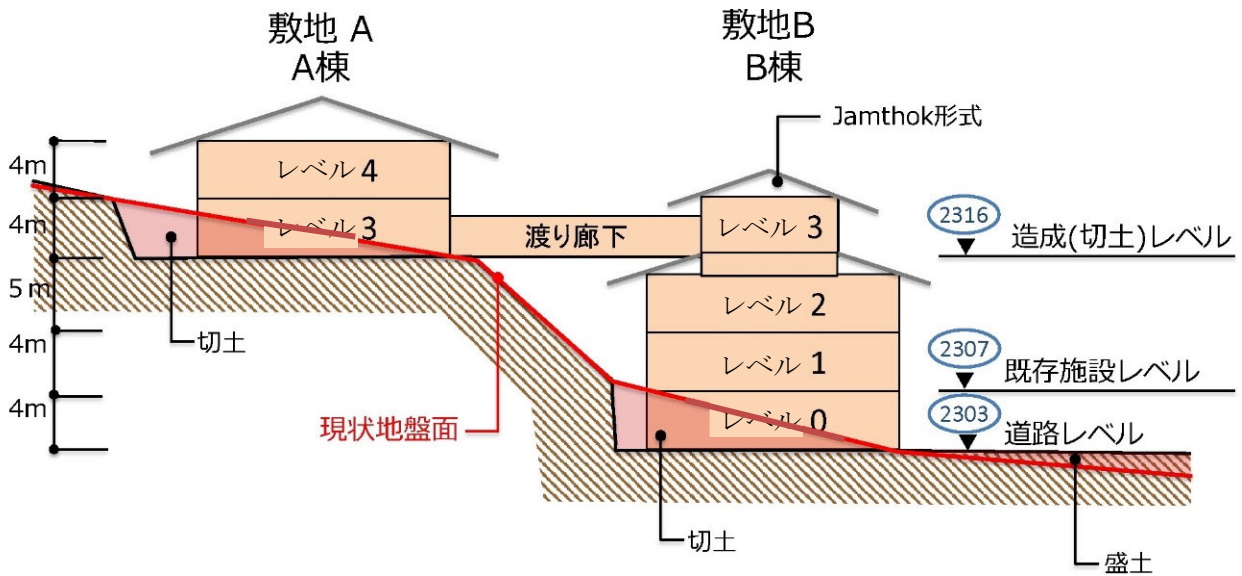 敷地 A
A棟
敷地B
B棟
Jamthok形式
4m
4m
5m
4m
4m
レベル 4
レベル 3
渡り廊下
レベル 3
レベル 2
レベル 1
レベル 0
2316
造成(切土)レベル
2307
既存施設レベル
2303
道路レベル
切土
現状地盤面
切土
盛土